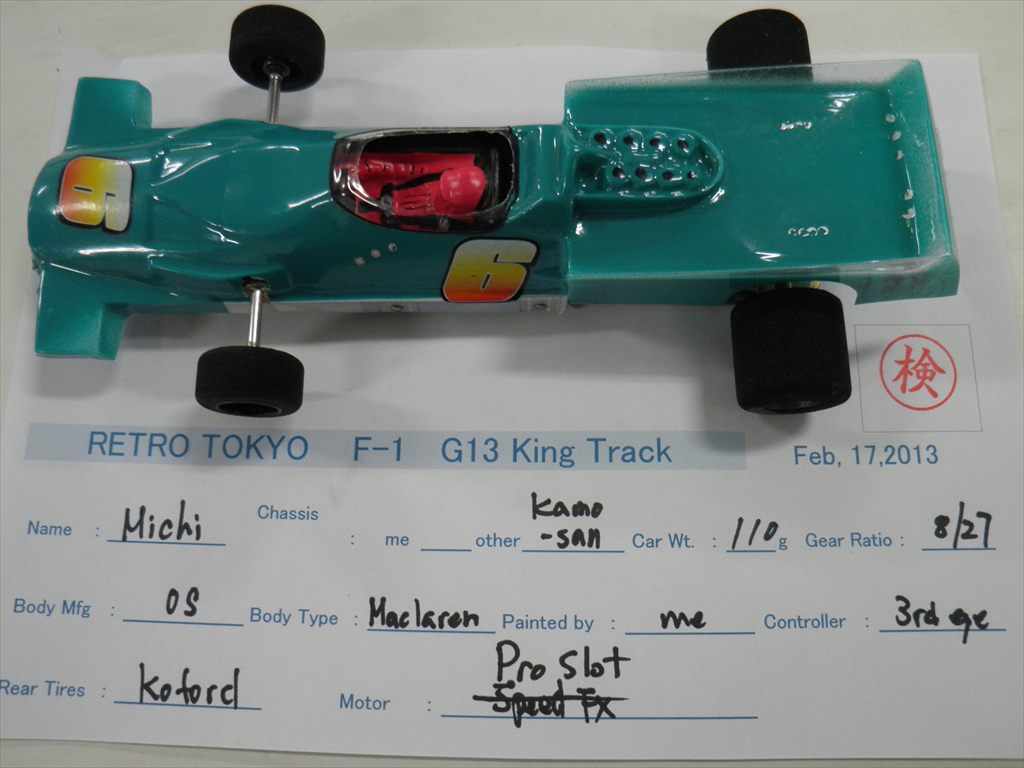 6
6
検
RETRO TOKYO F-1 G13 King Track Feb, 17,2013
Name : Michi Chassis : me other Kamo-san Car Wt. : 110 g Gear Ratio : 8/27
Body Mfg : OS Body Type : Maclaren Painted by : me Controller : 3rd eye
Rear Tires : Koford Motor : Pro Slot
Speed FX